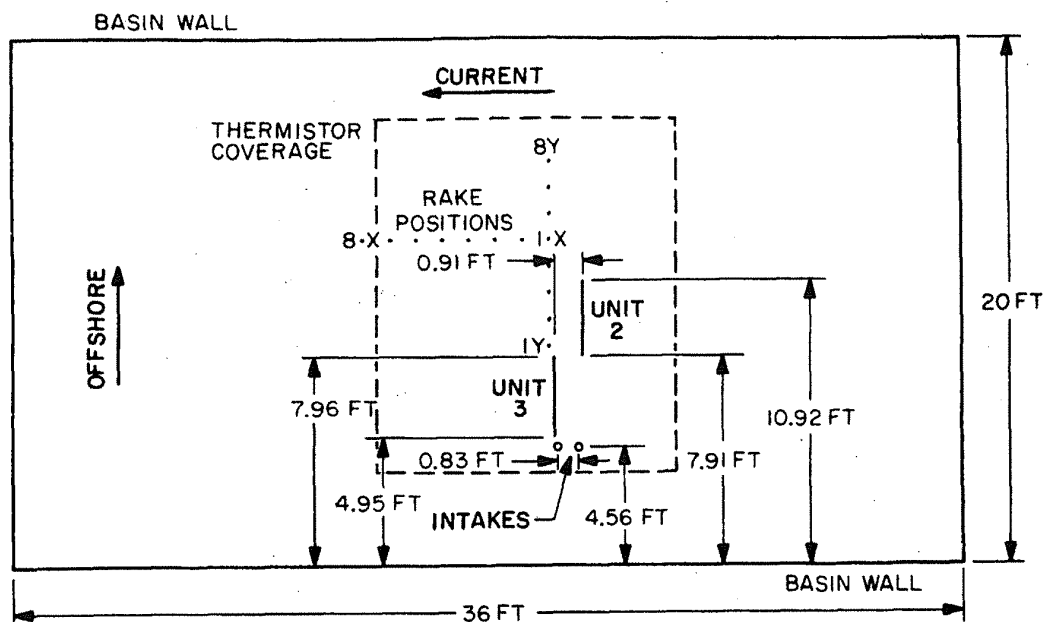 BASIN WALL
CURRENT
THERMISTOR
COVERAGE
8Y
RAKE
POSITIONS
8·X
1·X
0.91 FT
OFFSHORE
UNIT
2
20 FT
1Y
UNIT
3
7.96 FT
10.92 FT
0.83 FT
7.91 FT
4.95 FT
INTAKES
4.56 FT
BASIN WALL
36 FT